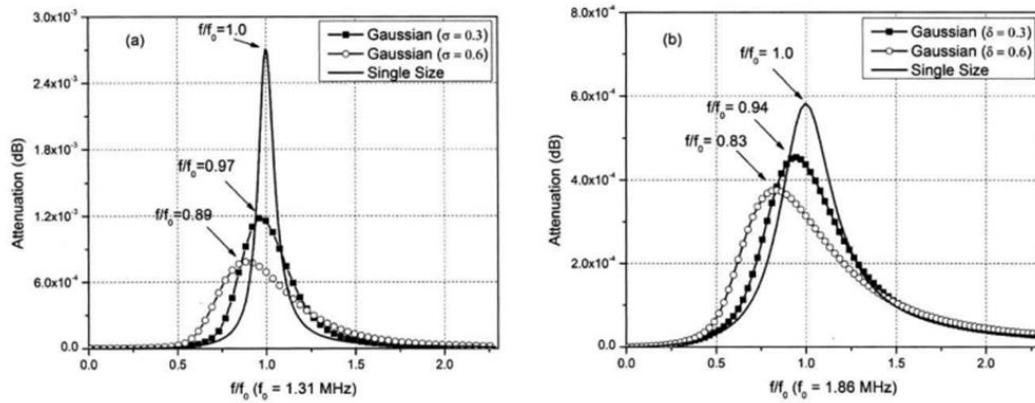 (a)
f/f₀=1.0
Gaussian (σ = 0.3)
Gaussian (σ = 0.6)
Single Size
f/f₀=0.97
f/f₀=0.89
Attenuation (dB)
3.0x10⁻³
2.4x10⁻³
1.8x10⁻³
1.2x10⁻³
6.0x10⁻⁴
0.0
0.0 0.5 1.0 1.5 2.0
f/f₀ (f₀ = 1.31 MHz)
(b)
Gaussian (δ = 0.3)
Gaussian (δ = 0.6)
Single Size
f/f₀ = 1.0
f/f₀ = 0.94
f/f₀ = 0.83
Attenuation (dB)
8.0x10⁻⁴
6.0x10⁻⁴
4.0x10⁻⁴
2.0x10⁻⁴
0.0
0.0 0.5 1.0 1.5 2.0
f/f₀ (f₀ = 1.86 MHz)